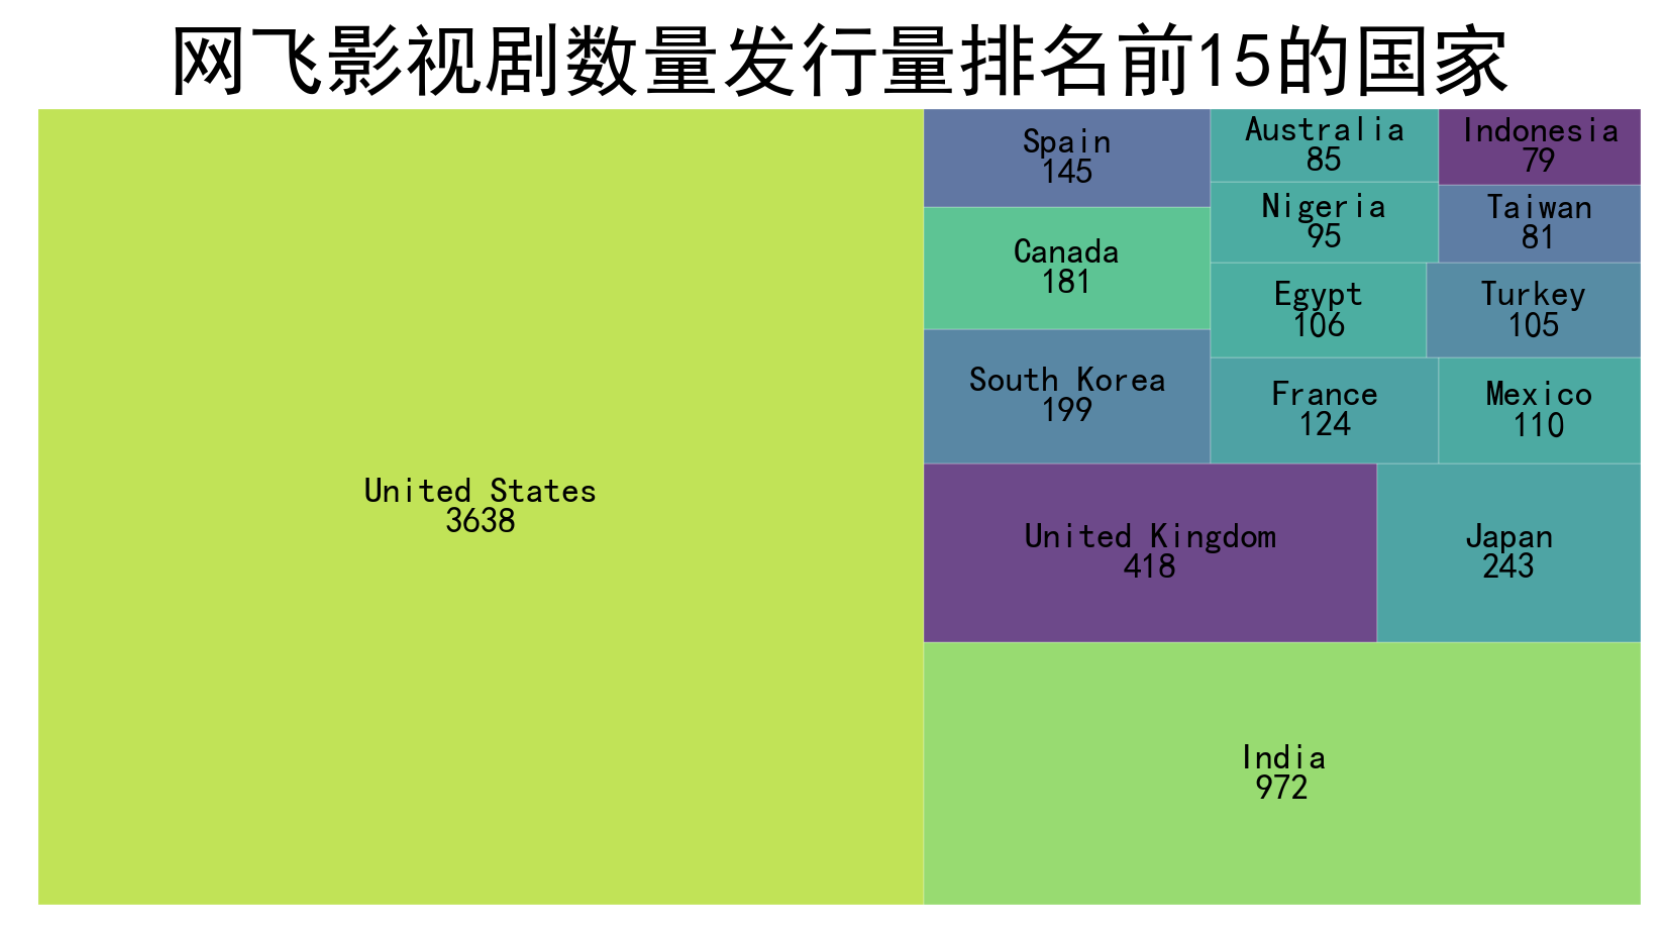 网飞影视剧数量发行量排名前15的国家
United States
3638
Spain
145
Canada
181
South Korea
199
Australia
85
Indonesia
79
Nigeria
95
Taiwan
81
Egypt
106
Turkey
105
France
124
Mexico
110
United Kingdom
418
Japan
243
India
972